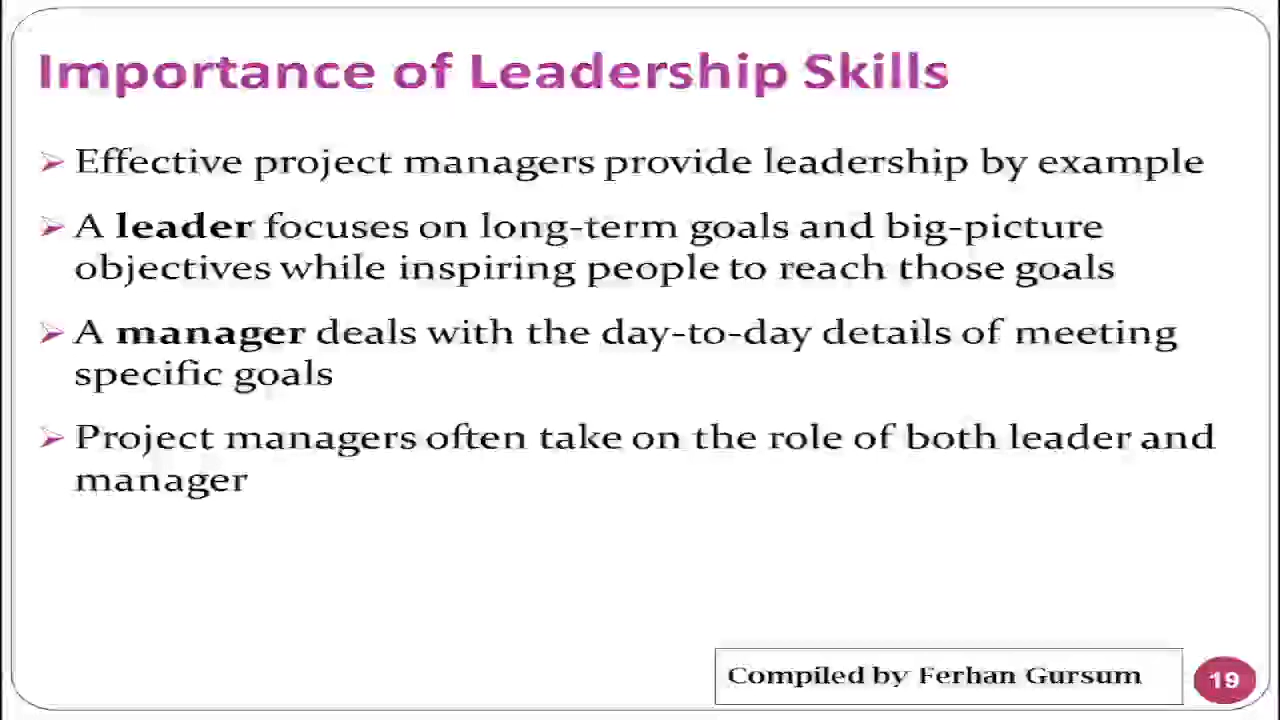 Importance of Leadership Skills
Effective project managers provide leadership by example
A leader focuses on long-term goals and big-picture
objectives while inspiring people to reach those goals
A manager deals with the day-to-day details of meeting
specific goals
Project managers often take on the role of both leader and
manager
Compiled by Ferhan Gursum
19